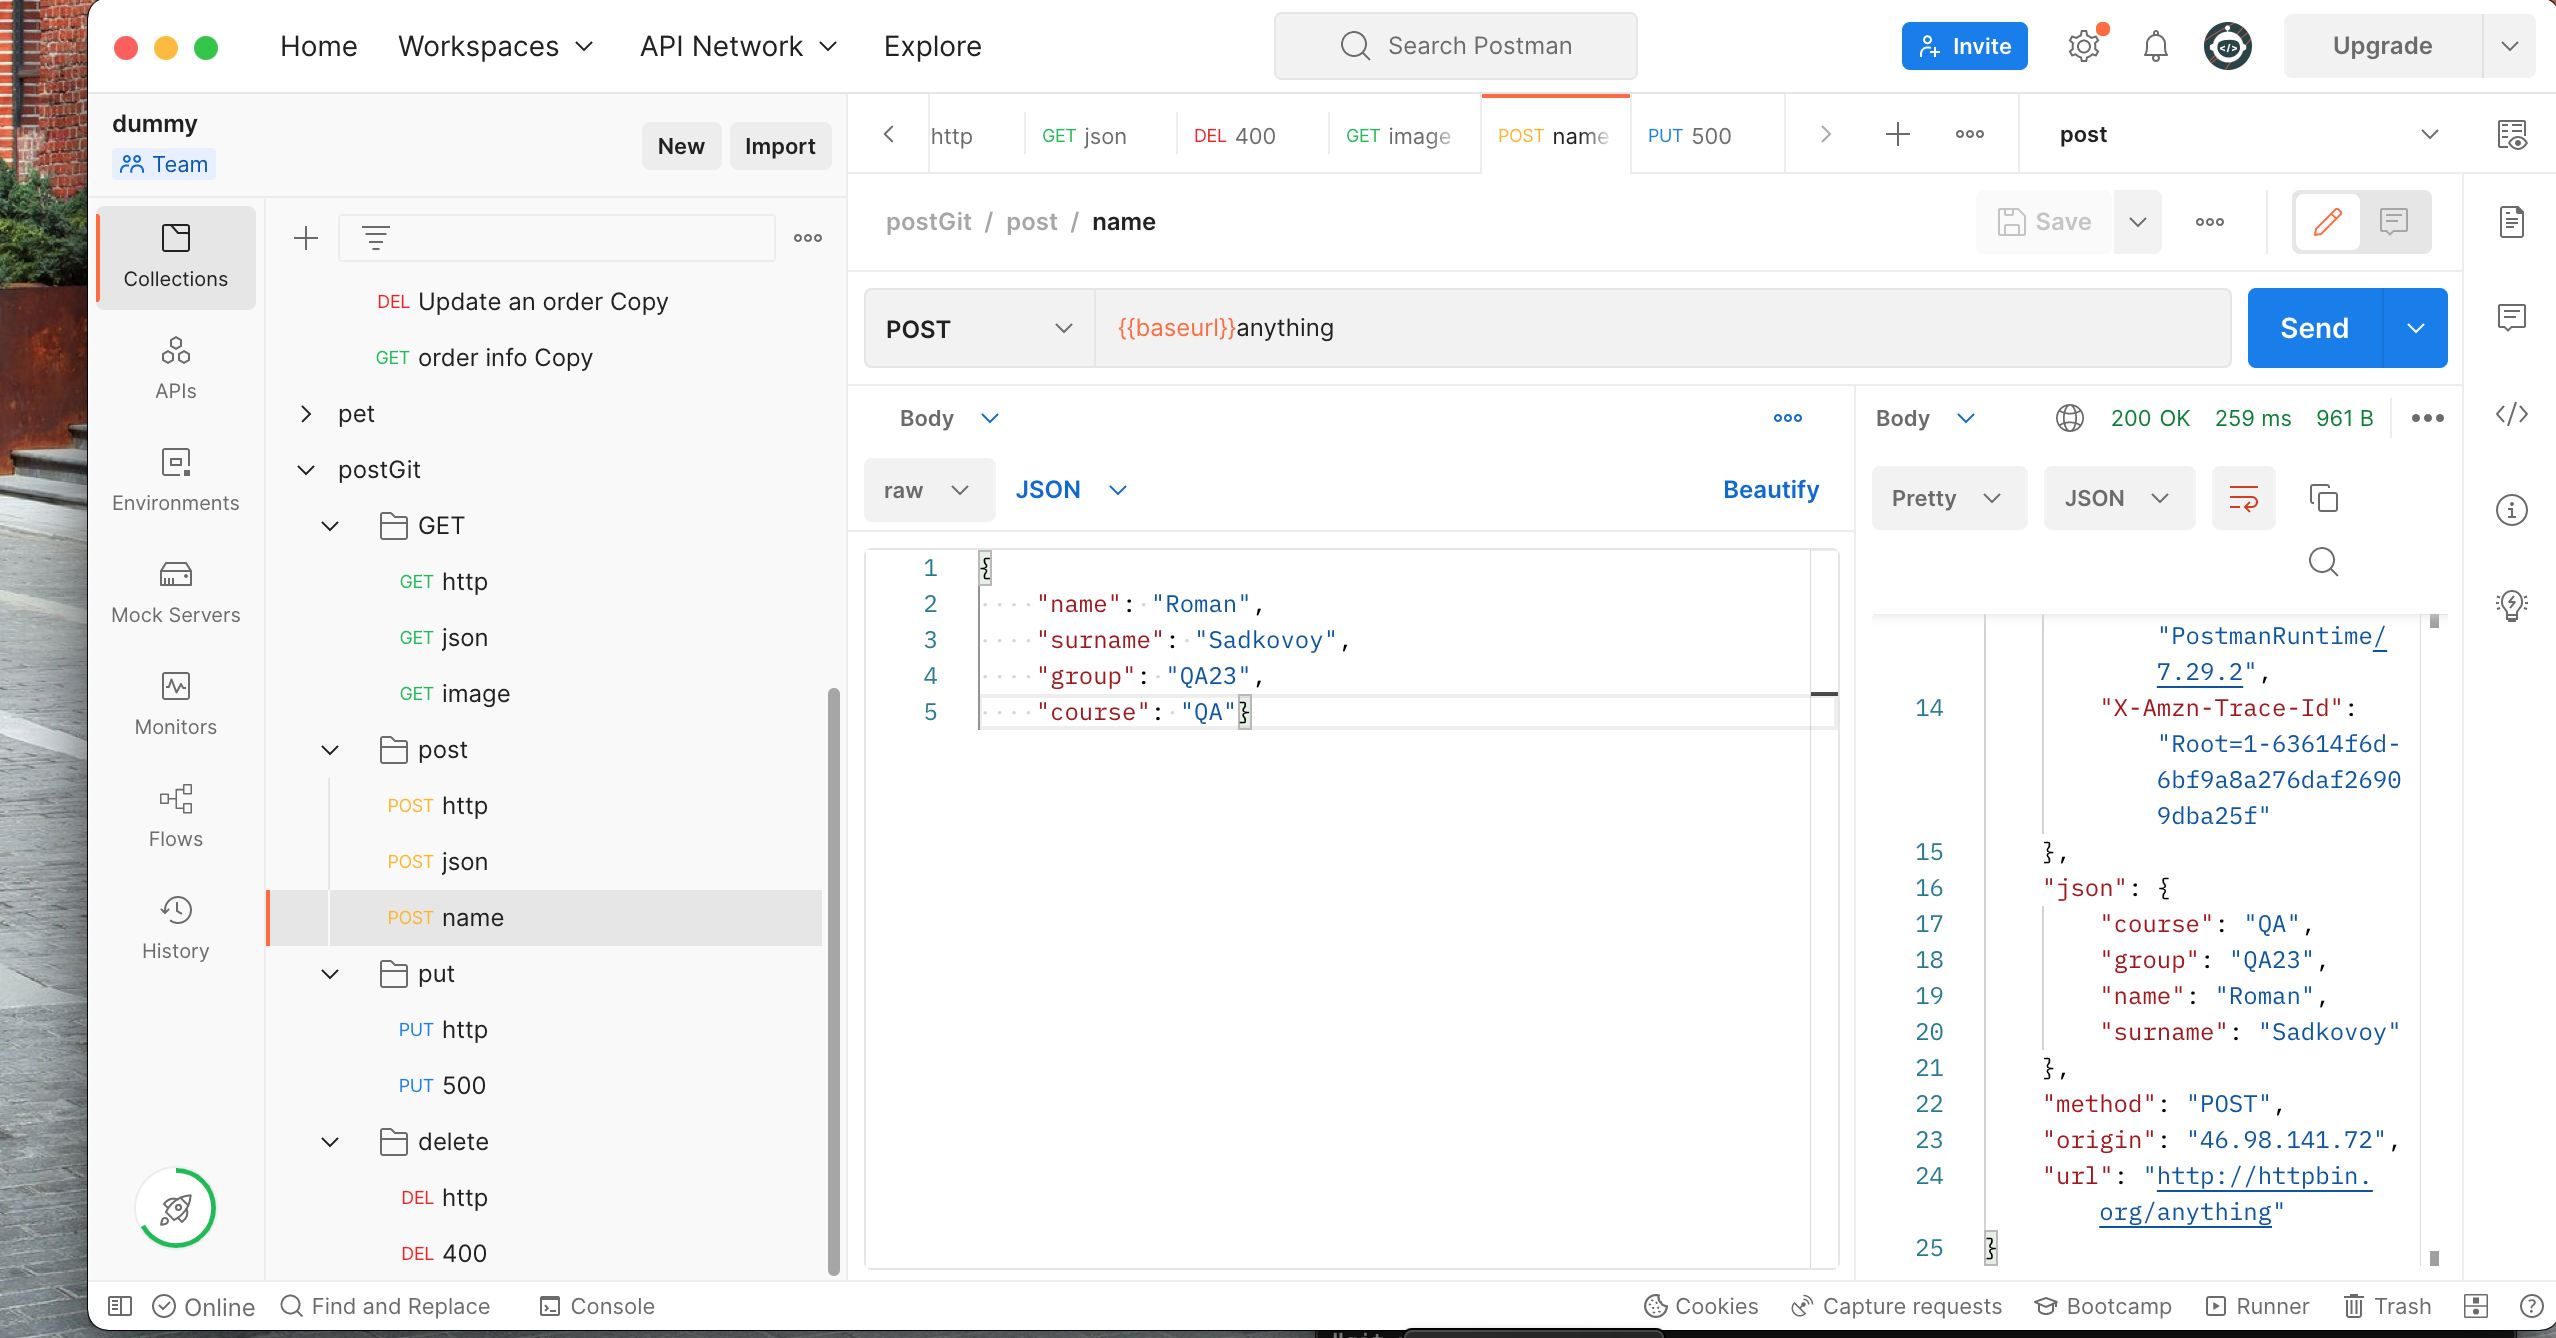 Home Workspaces API Network Explore Search Postman Invite Upgrade
dummy
Team
New Import
http GET json DEL 400 GET image POST name PUT 500 post
Collections
APIs
Environments
Mock Servers
Monitors
Flows
History
DEL Update an order Copy
GET order info Copy
pet
postGit
GET
GET http
GET json
GET image
post
POST http
POST json
POST name
put
PUT http
PUT 500
delete
DEL http
DEL 400
postGit / post / name
Save
POST {{baseurl}}anything Send
Body
raw JSON Beautify
1 {
2 "name": "Roman",
3 "surname": "Sadkovoy",
4 "group": "QA23",
5 "course": "QA"}
Body 200 OK 259 ms 961 B
Pretty JSON
"PostmanRuntime/
7.29.2",
14 "X-Amzn-Trace-Id":
"Root=1-63614f6d-
6bf9a8a276daf2690
9dba25f"
15 },
16 "json": {
17 "course": "QA",
18 "group": "QA23",
19 "name": "Roman",
20 "surname": "Sadkovoy"
21 },
22 "method": "POST",
23 "origin": "46.98.141.72",
24 "url": "http://httpbin.
org/anything"
25 }
Online Find and Replace Console Cookies Capture requests Bootcamp Runner Trash